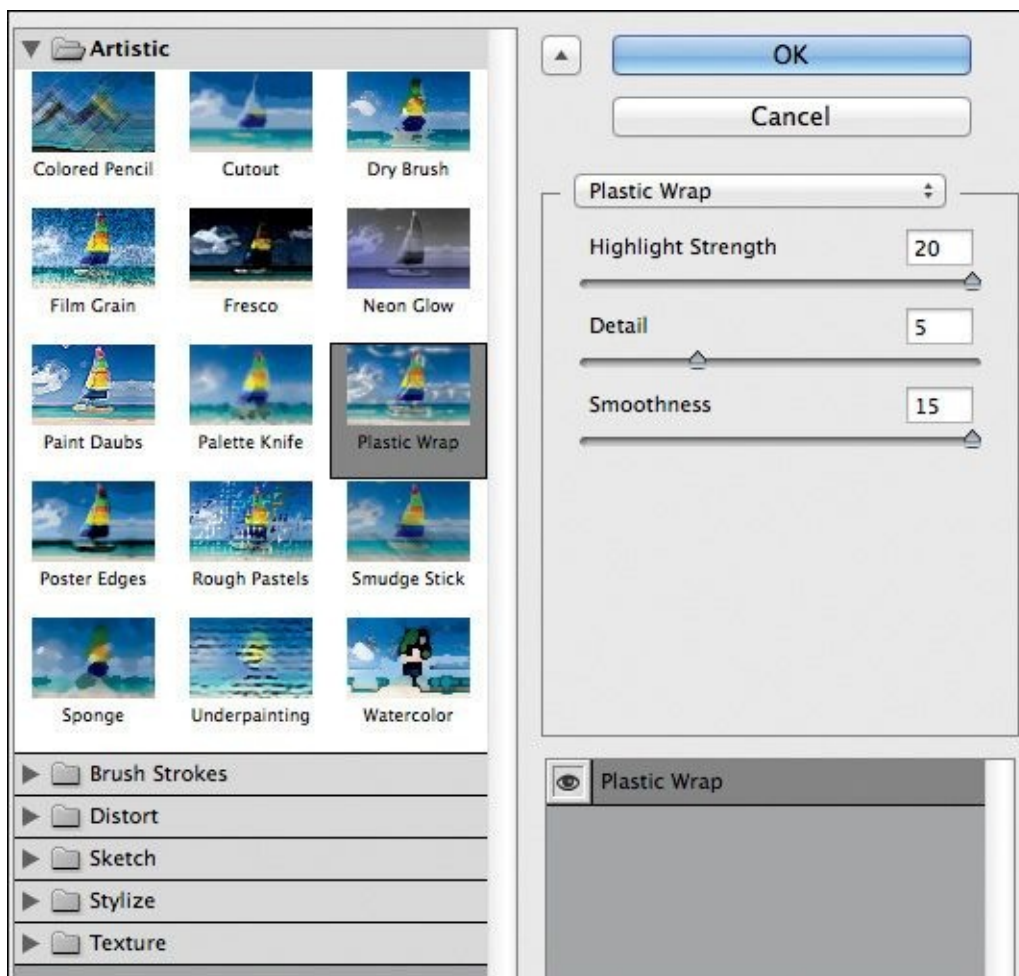 Artistic
Colored Pencil
Cutout
Dry Brush
Film Grain
Fresco
Neon Glow
Paint Daubs
Palette Knife
Plastic Wrap
Poster Edges
Rough Pastels
Smudge Stick
Sponge
Underpainting
Watercolor
Brush Strokes
Distort
Sketch
Stylize
Texture
OK
Cancel
Plastic Wrap
Highlight Strength 20
Detail 5
Smoothness 15
Plastic Wrap